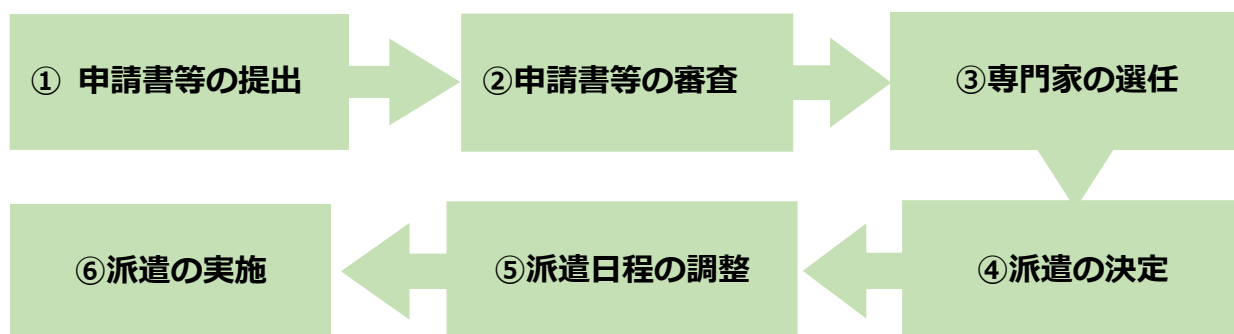 ① 申請書等の提出
②申請書等の審査
③専門家の選任
④派遣の決定
⑤派遣日程の調整
⑥派遣の実施